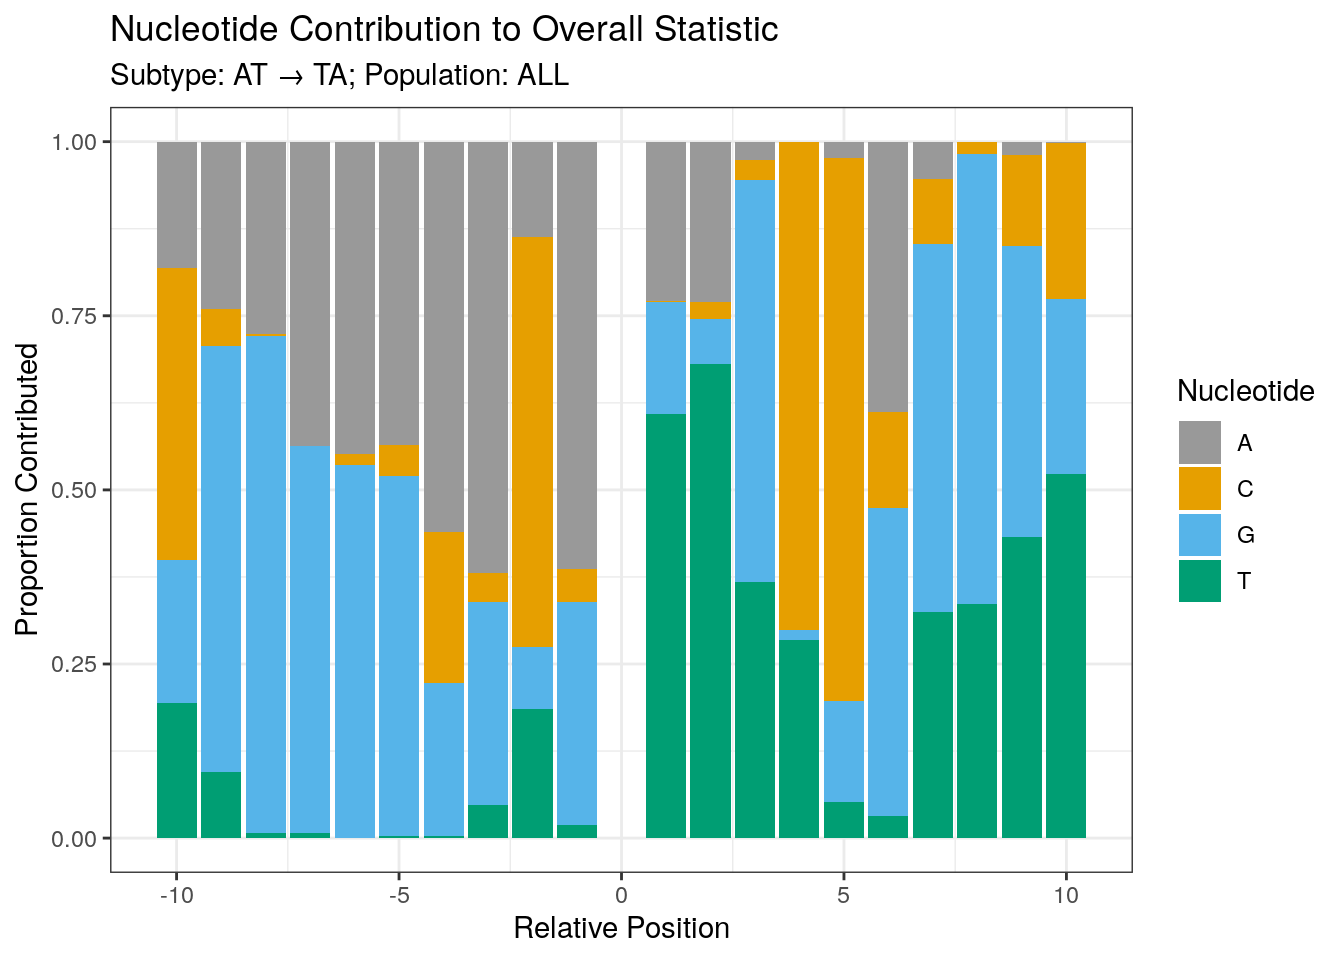 Nucleotide Contribution to Overall Statistic
Subtype: AT → TA; Population: ALL
Proportion Contributed
1.00
0.75
0.50
0.25
0.00
-10
-5
0
5
10
Relative Position
Nucleotide
A
C
G
T